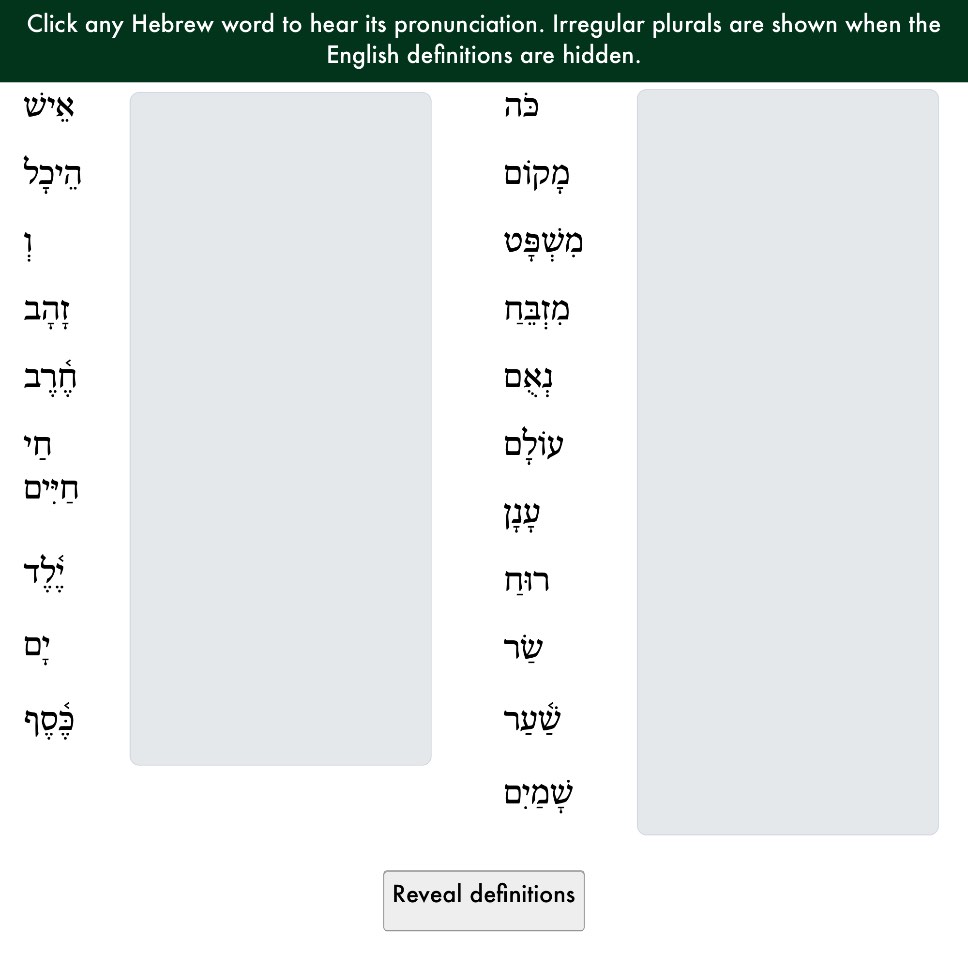 Click any Hebrew word to hear its pronunciation. Irregular plurals are shown when the
English definitions are hidden.
אֵישׁ
הֵיכָל
וְ
זָהָב
חֶ֫רֶב
חַי
חַיִּים
יֶ֫לֶד
יָם
כֶּ֫סֶף
כֹּה
מָקוֹם
מִשְׁפָּט
מִזְבֵּחַ
נְאֻם
עוֹלָם
עָנָן
רוּחַ
שַׂר
שַׁ֫עַר
שָׁמַיִם
Reveal definitions